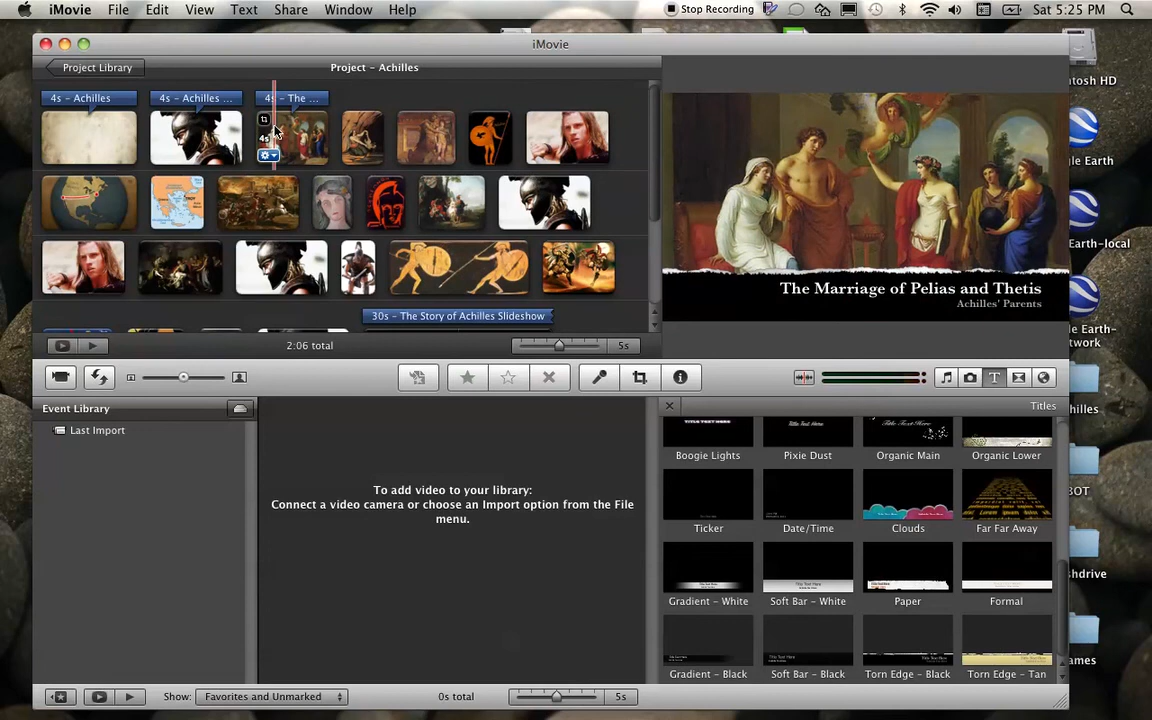 iMovie File Edit View Text Share Window Help Stop Recording Sat 5:25 PM
iMovie
Project Library Project – Achilles
4s – Achilles 4s – Achilles ... 4s – The ...
4s
30s – The Story of Achilles Slideshow
2:06 total 5s
The Marriage of Pelias and Thetis
Achilles' Parents
Event Library
Last Import
To add video to your library:
Connect a video camera or choose an Import option from the File
menu.
Titles
Boogie Lights Pixie Dust Organic Main Organic Lower
Ticker Date/Time Clouds Far Far Away
Gradient – White Soft Bar – White Paper Formal
Gradient – Black Soft Bar – Black Torn Edge – Black Torn Edge – Tan
Show: Favorites and Unmarked 0s total 5s
ntosh HD
gle Earth
Earth-local
le Earth-
twork
hilles
BOT
shdrive
ames